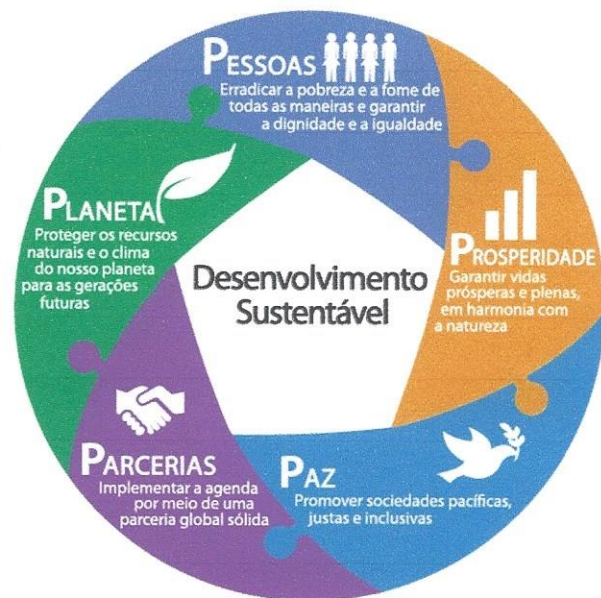 PESSOAS
Erradicar a pobreza e a fome de
todas as maneiras e garantir
a dignidade e a igualdade
PROSPERIDADE
Garantir vidas
prósperas e plenas,
em harmonia com
a natureza
PAZ
Promover sociedades pacíficas,
justas e inclusivas
PARCERIAS
Implementar a agenda
por meio de uma
parceria global sólida
PLANETA
Proteger os recursos
naturais e o clima
do nosso planeta
para as gerações
futuras
Desenvolvimento
Sustentável